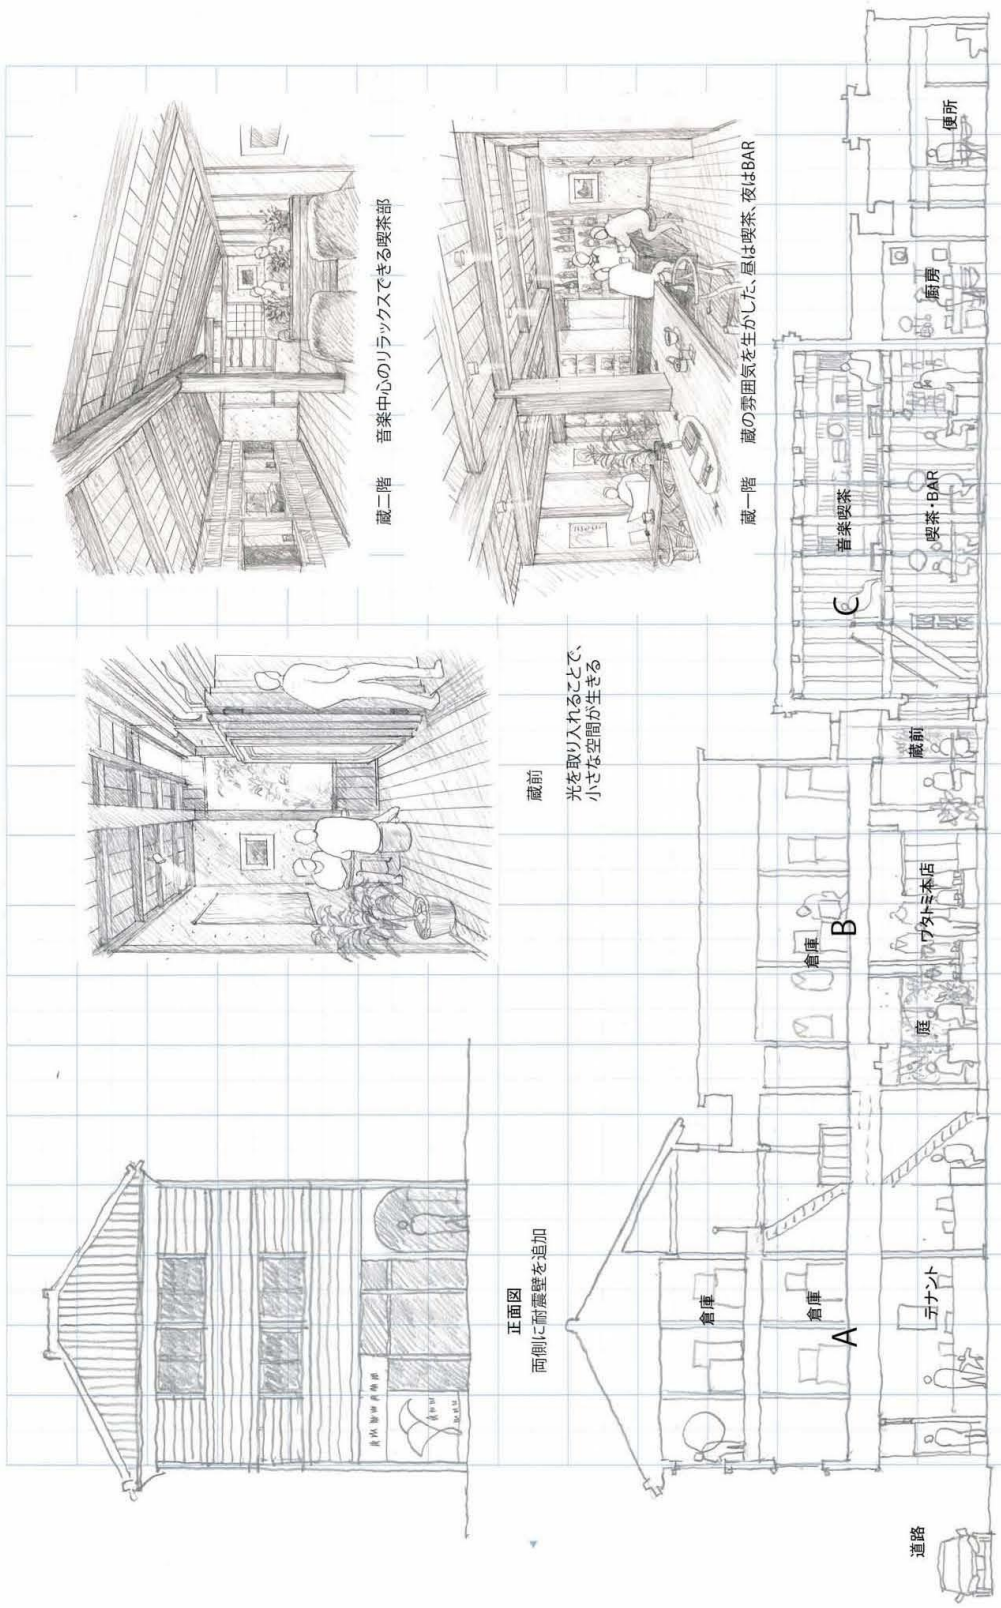 正面図
両側に耐震壁を追加
蔵前
光を取り入れることで、
小さな空間が生きる
蔵二階　音楽中心のリラックスできる喫茶部
蔵一階　蔵の雰囲気を生かした、昼は喫茶、夜はBAR
道路
倉庫
倉庫
A
テナント
倉庫
B
庭
ワタトミ本店
蔵前
C
音楽喫茶
喫茶・BAR
厨房
便所